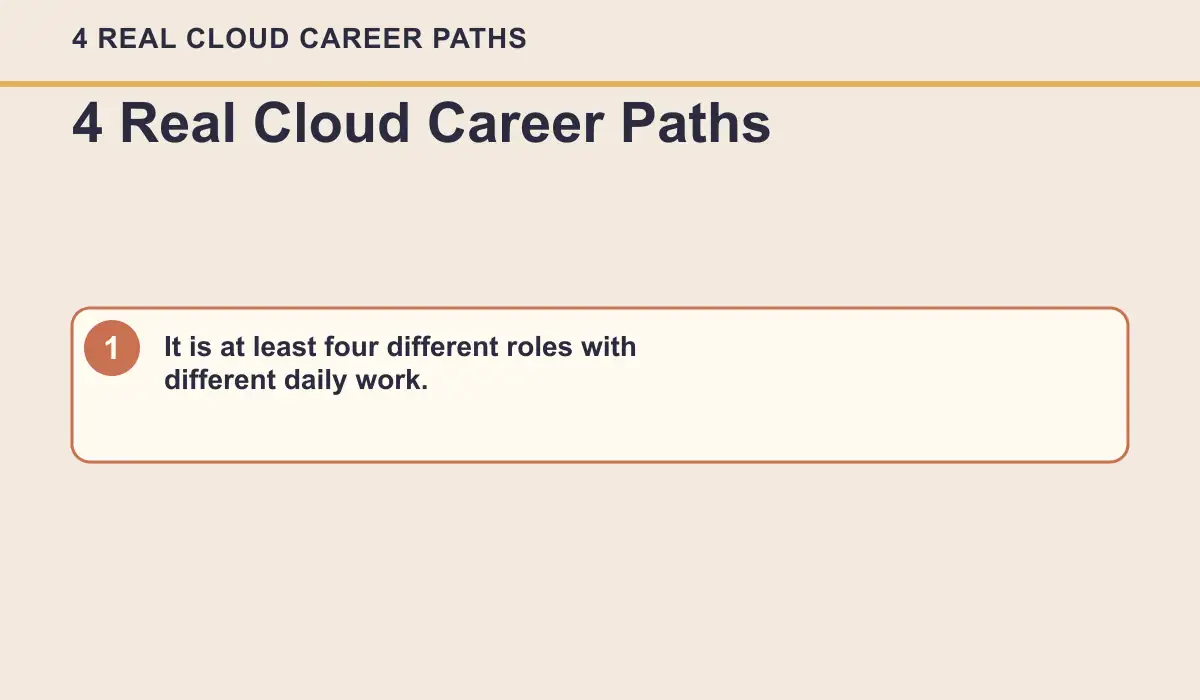 4 REAL CLOUD CAREER PATHS
4 Real Cloud Career Paths
1
It is at least four different roles with
different daily work.